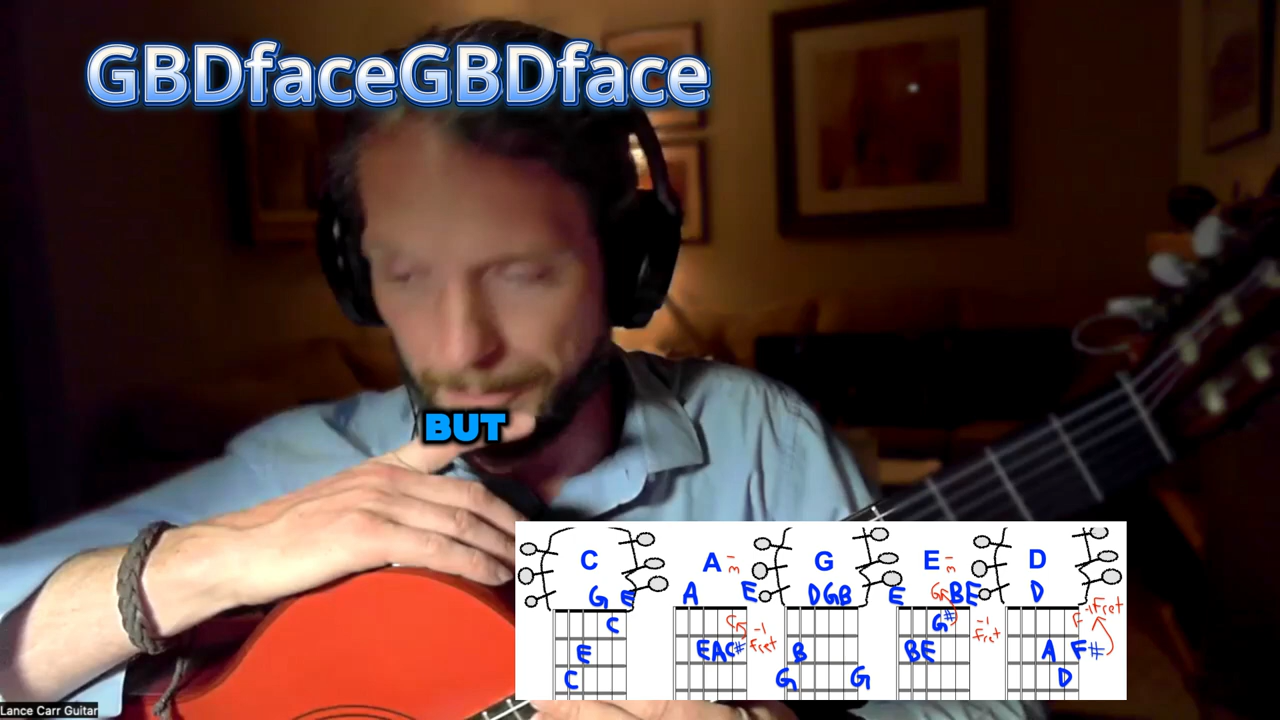 GBDfaceGBDface
BUT
C A -m G E -m D
G E A E D G B E G B E D
C C -1 G# -1 F -1 Fret
E E A C# fret B B E Fret A F#
C G G D
Lance Carr Guitar